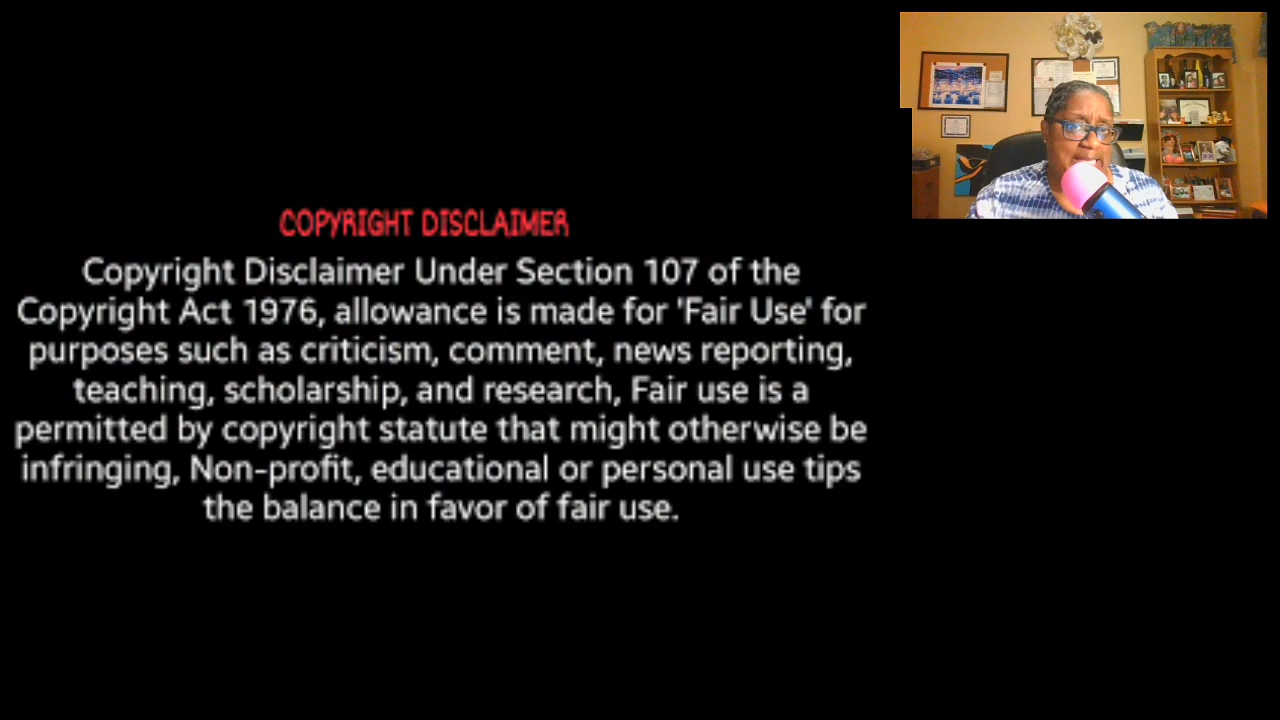 COPYRIGHT DISCLAIMER
Copyright Disclaimer Under Section 107 of the
Copyright Act 1976, allowance is made for 'Fair Use' for
purposes such as criticism, comment, news reporting,
teaching, scholarship, and research, Fair use is a
permitted by copyright statute that might otherwise be
infringing, Non-profit, educational or personal use tips
the balance in favor of fair use.